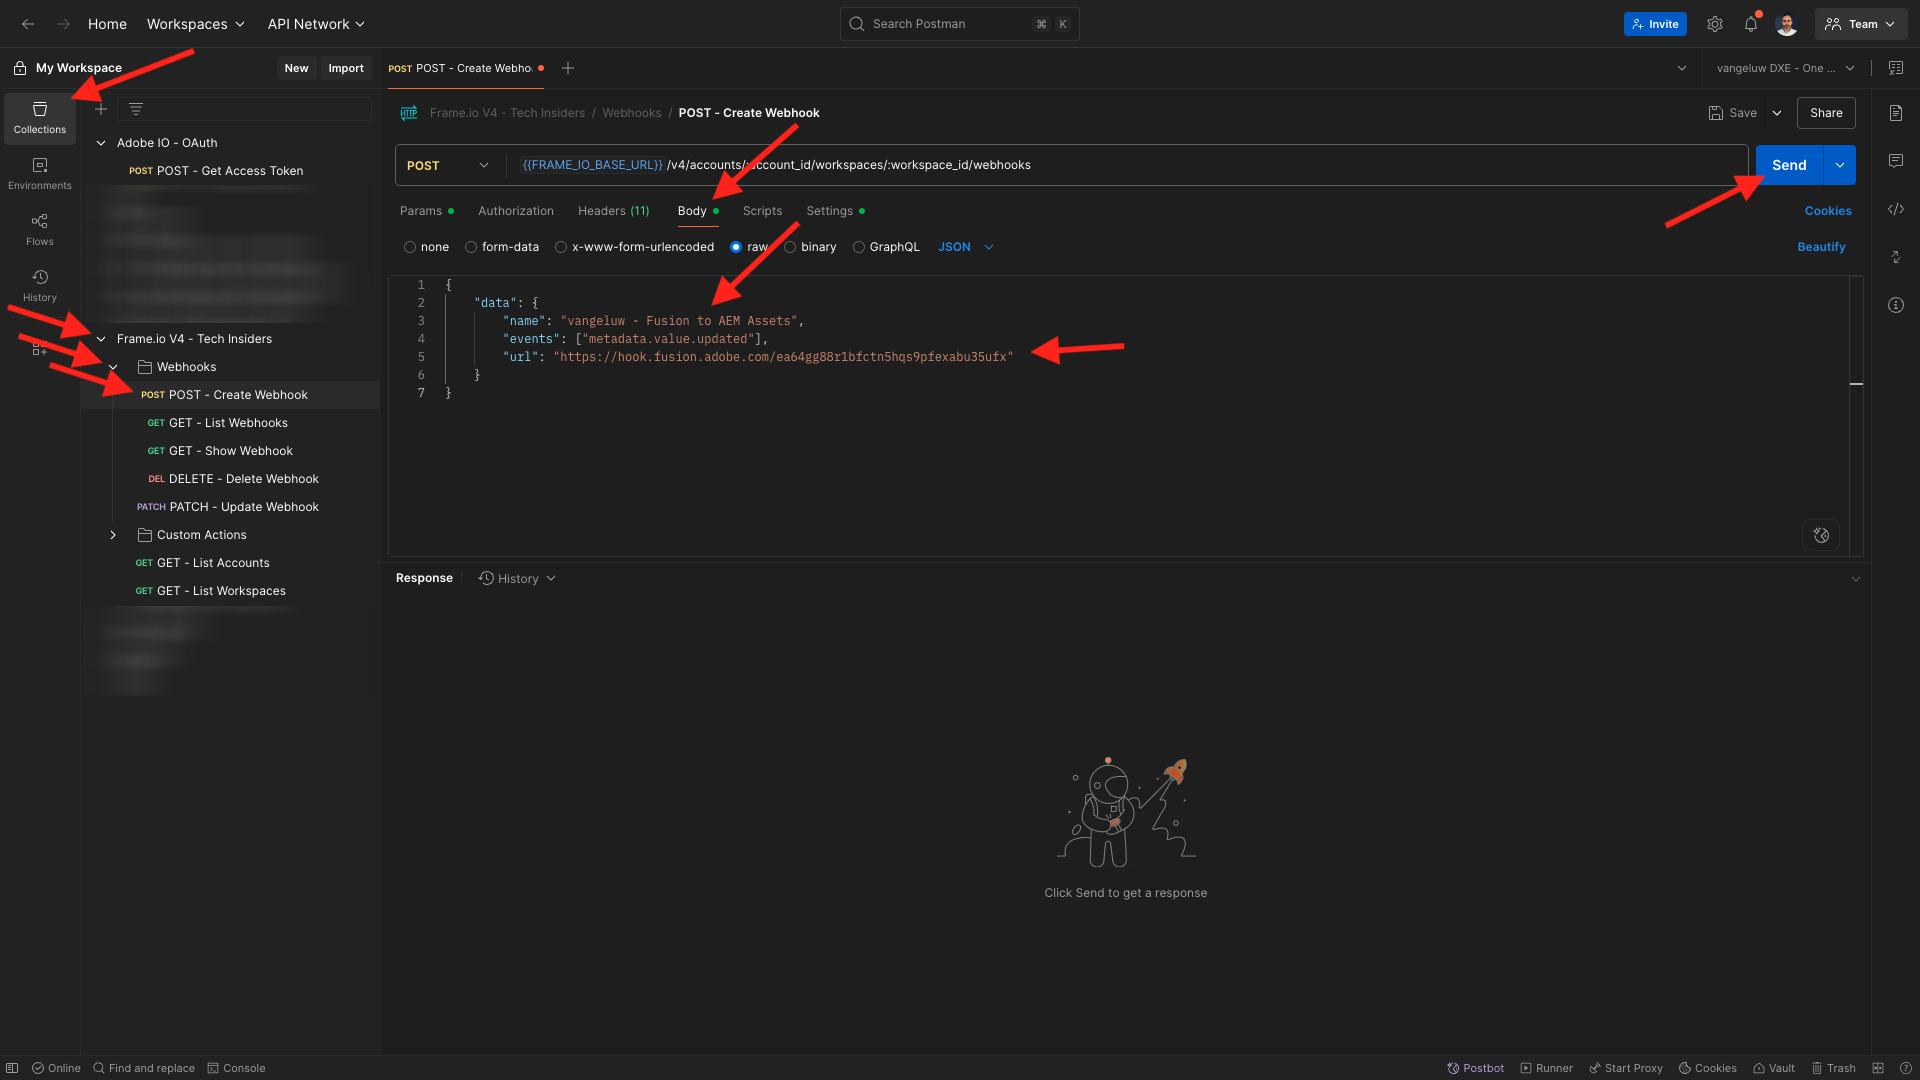 Home Workspaces API Network Search Postman ⌘ K Invite Team
My Workspace New Import POST POST - Create Webho vangeluw DXE - One ...
Collections
Environments
Flows
History
Adobe IO - OAuth
POST POST - Get Access Token
Frame.io V4 - Tech Insiders
Webhooks
POST POST - Create Webhook
GET GET - List Webhooks
GET GET - Show Webhook
DEL DELETE - Delete Webhook
PATCH PATCH - Update Webhook
Custom Actions
GET GET - List Accounts
GET GET - List Workspaces
HTTP Frame.io V4 - Tech Insiders / Webhooks / POST - Create Webhook Save Share
POST {{FRAME_IO_BASE_URL}} /v4/accounts/:account_id/workspaces/:workspace_id/webhooks Send
Params Authorization Headers (11) Body Scripts Settings Cookies
none form-data x-www-form-urlencoded raw binary GraphQL JSON Beautify
1 {
2 "data": {
3 "name": "vangeluw - Fusion to AEM Assets",
4 "events": ["metadata.value.updated"],
5 "url": "https://hook.fusion.adobe.com/ea64gg88r1bfctn5hqs9pfexabu35ufx"
6 }
7 }
Response History
Click Send to get a response
Online Find and replace Console Postbot Runner Start Proxy Cookies Vault Trash